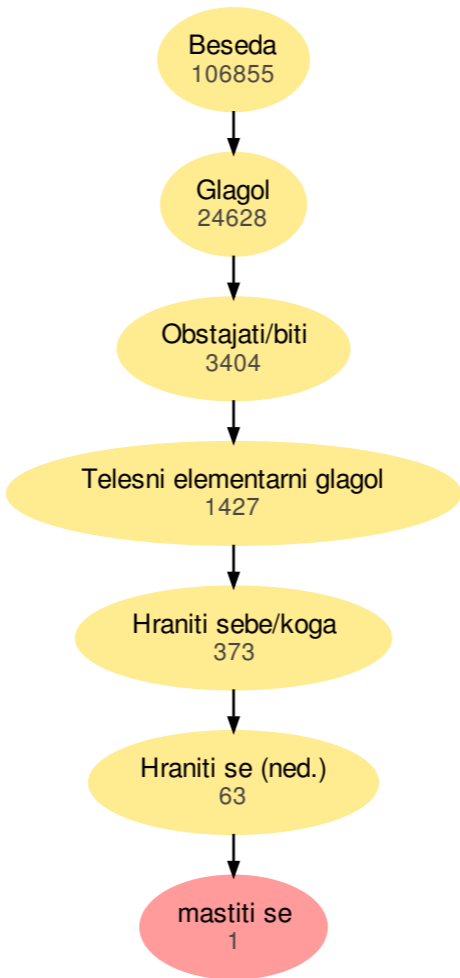 Beseda
106855
Glagol
24628
Obstajati/biti
3404
Telesni elementarni glagol
1427
Hraniti sebe/koga
373
Hraniti se (ned.)
63
mastiti se
1